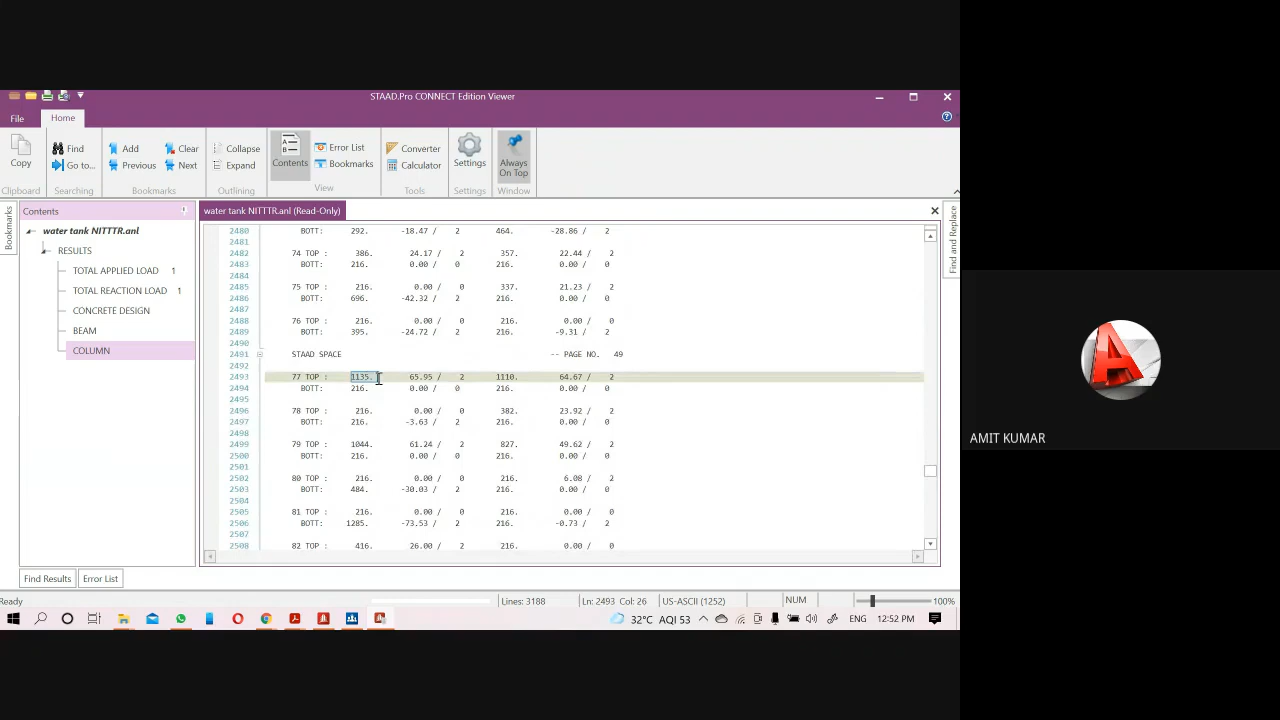 STAAD.Pro CONNECT Edition Viewer
File Home
Copy Find Go to... Add Previous Clear Next Collapse Expand Contents Error List Bookmarks Converter Calculator Settings Always On Top
Clipboard Searching Bookmarks Outlining View Tools Settings Window
Bookmarks
Contents
water tank NITTTR.anl
RESULTS
TOTAL APPLIED LOAD 1
TOTAL REACTION LOAD 1
CONCRETE DESIGN
BEAM
COLUMN
water tank NITTTR.anl (Read-Only)
Find and Replace
2480 BOTT: 292. -18.47 / 2 464. -28.86 / 2
2481
2482 74 TOP : 386. 24.17 / 2 357. 22.44 / 2
2483 BOTT: 216. 0.00 / 0 216. 0.00 / 0
2484
2485 75 TOP : 216. 0.00 / 0 337. 21.23 / 2
2486 BOTT: 696. -42.32 / 2 216. 0.00 / 0
2487
2488 76 TOP : 216. 0.00 / 0 216. 0.00 / 0
2489 BOTT: 395. -24.72 / 2 216. -9.31 / 2
2490
2491 STAAD SPACE -- PAGE NO. 49
2492
2493 77 TOP : 1135. 65.95 / 2 1110. 64.67 / 2
2494 BOTT: 216. 0.00 / 0 216. 0.00 / 0
2495
2496 78 TOP : 216. 0.00 / 0 382. 23.92 / 2
2497 BOTT: 216. -3.63 / 2 216. 0.00 / 0
2498
2499 79 TOP : 1044. 61.24 / 2 827. 49.62 / 2
2500 BOTT: 216. 0.00 / 0 216. 0.00 / 0
2501
2502 80 TOP : 216. 0.00 / 0 216. 6.08 / 2
2503 BOTT: 484. -30.03 / 2 216. 0.00 / 0
2504
2505 81 TOP : 216. 0.00 / 0 216. 0.00 / 0
2506 BOTT: 1285. -73.53 / 2 216. -0.73 / 2
2507
2508 82 TOP : 416. 26.00 / 2 216. 0.00 / 0
Find Results Error List
Ready Lines: 3188 Ln: 2493 Col: 26 US-ASCII (1252) NUM 100%
32°C AQI 53 ENG 12:52 PM
AMIT KUMAR